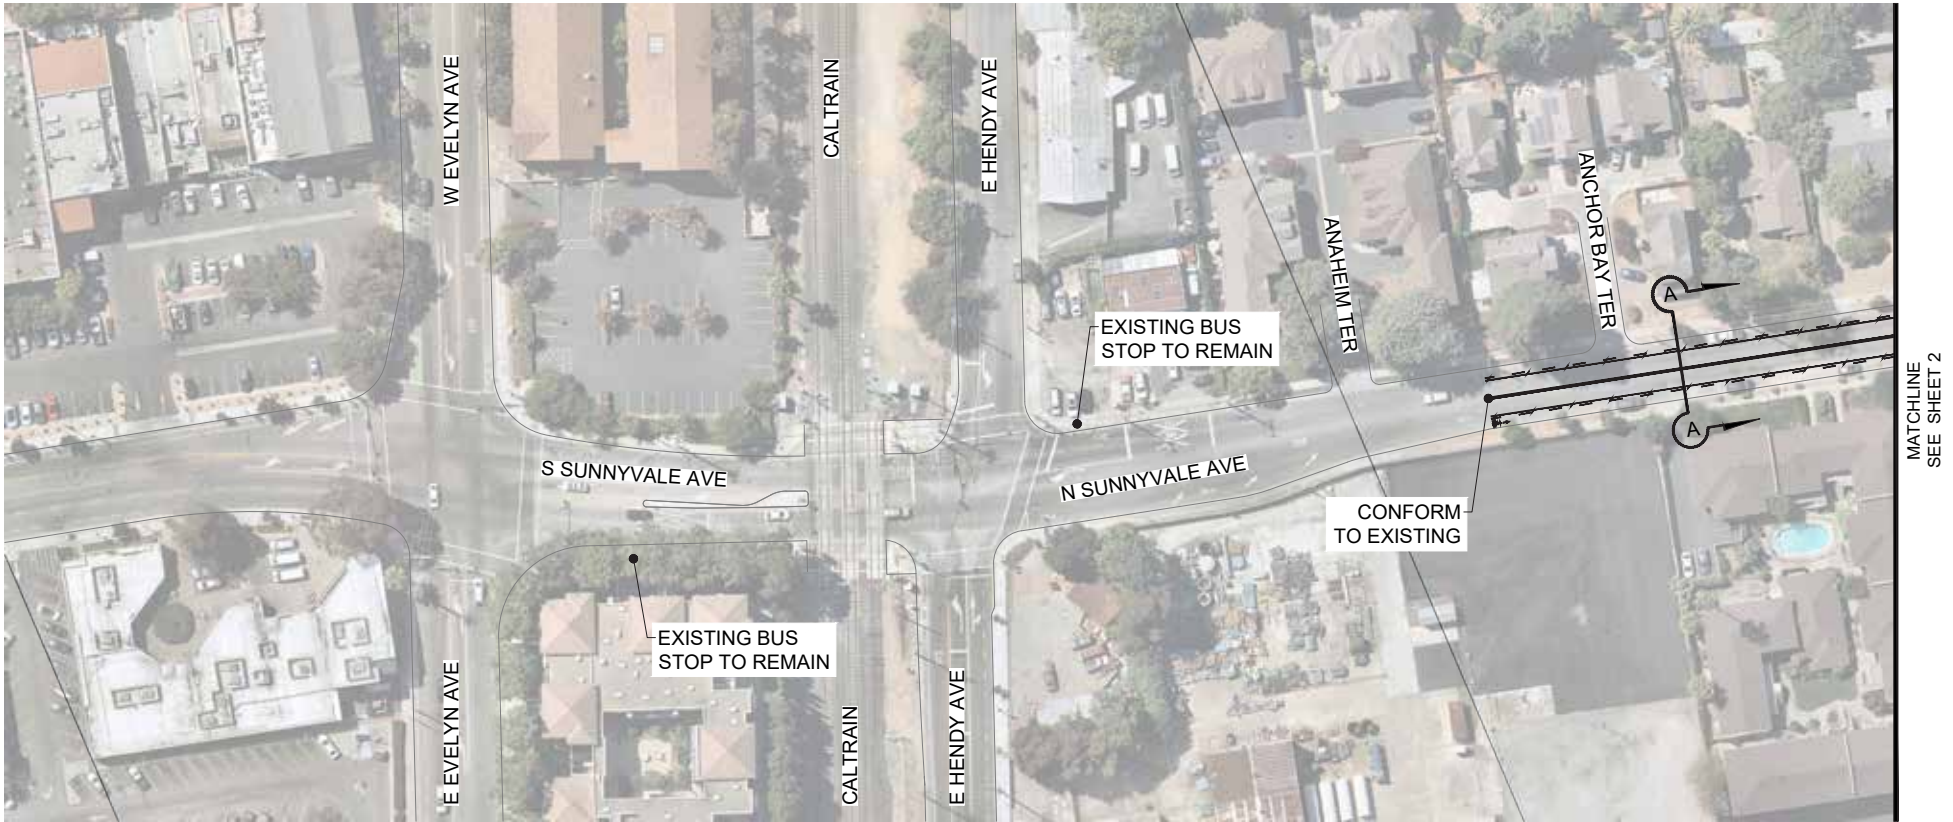 W EVELYN AVE
CALTRAIN
E HENDY AVE
ANAHEIM TER
ANCHOR BAY TER
A
A
EXISTING BUS
STOP TO REMAIN
S SUNNYVALE AVE
N SUNNYVALE AVE
CONFORM
TO EXISTING
EXISTING BUS
STOP TO REMAIN
E EVELYN AVE
CALTRAIN
E HENDY AVE
MATCHLINE
SEE SHEET 2